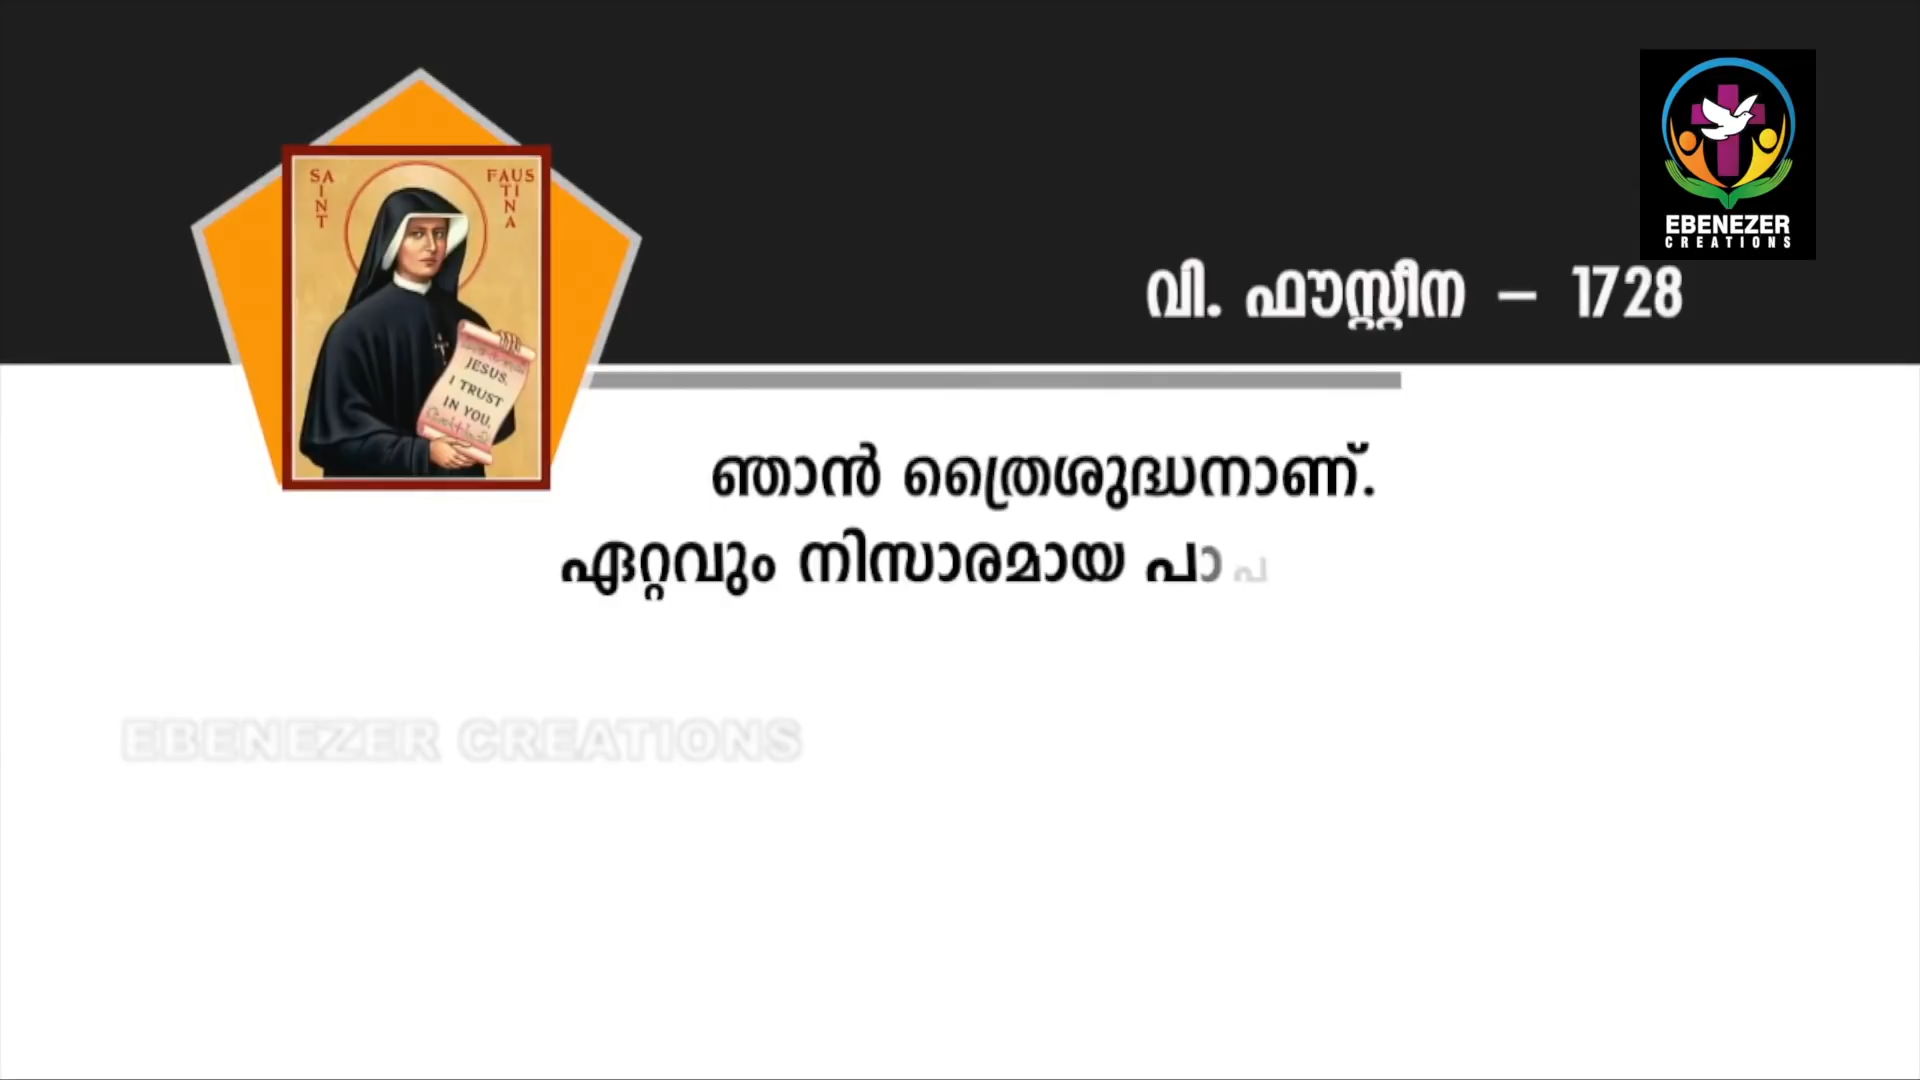 SAINT FAUSTINA
JESUS,
I TRUST
IN YOU.
EBENEZER
CREATIONS
വി. ഫൗസ്റ്റീന – 1728
ഞാൻ ത്രൈശുദ്ധനാണ്.
ഏറ്റവും നിസാരമായ പാപ
EBENEZER CREATIONS